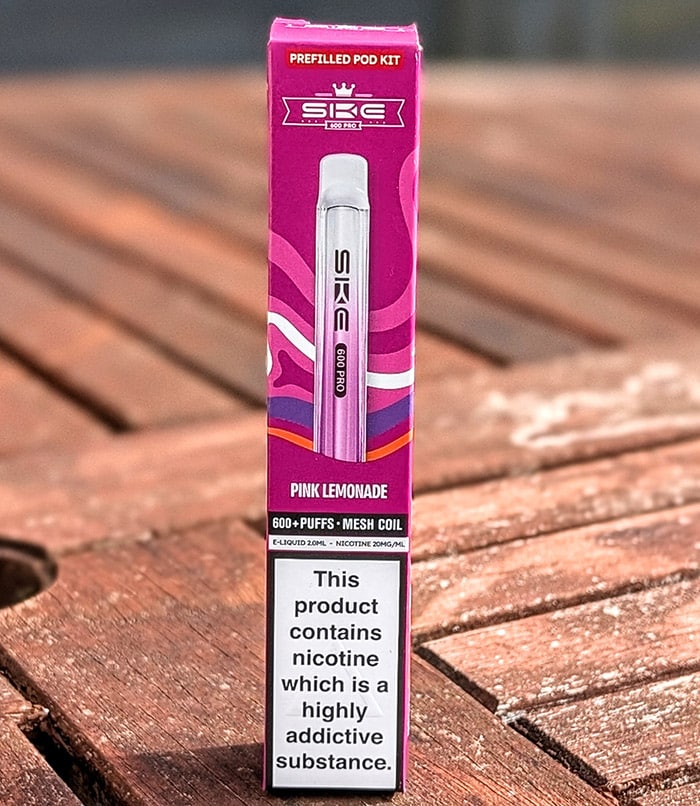 PREFILLED POD KIT
SKE
600 PRO
SKE
600 PRO
PINK LEMONADE
600+PUFFS · MESH COIL
E-LIQUID 2.0ML - NICOTINE 20MG/ML
This
product
contains
nicotine
which is a
highly
addictive
substance.